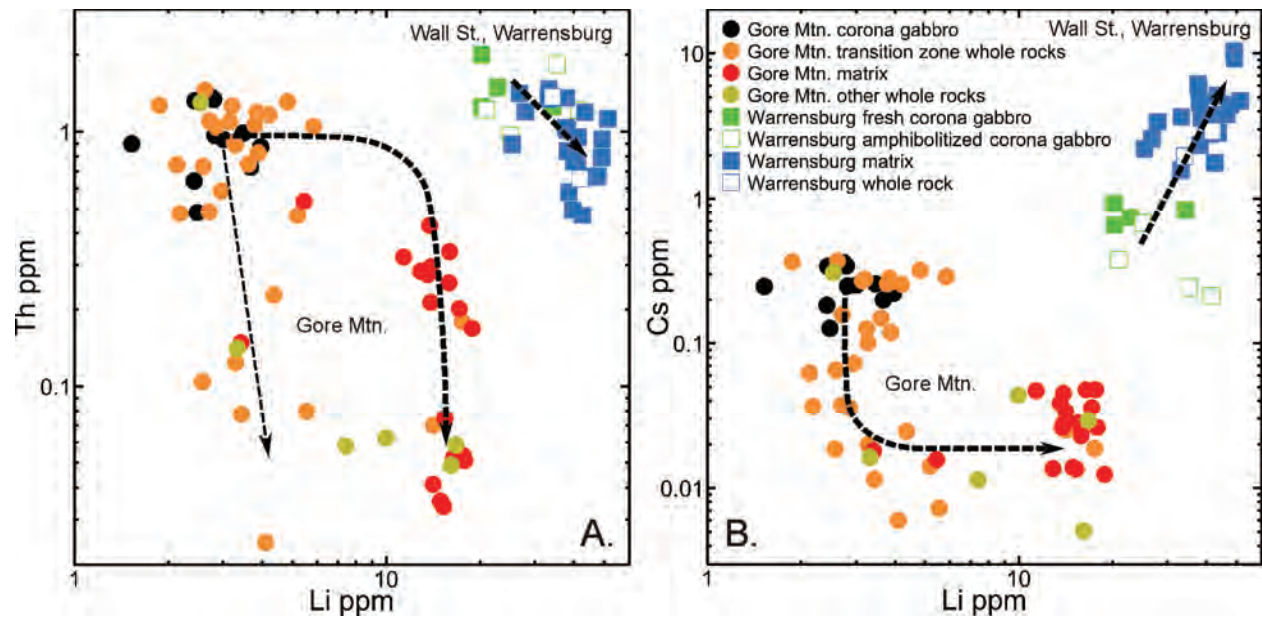 Wall St., Warrensburg
Gore Mtn.
A.
Th ppm
1
0.1
1
10
Li ppm
Wall St., Warrensburg
Gore Mtn. corona gabbro
Gore Mtn. transition zone whole rocks
Gore Mtn. matrix
Gore Mtn. other whole rocks
Warrensburg fresh corona gabbro
Warrensburg amphibolitized corona gabbro
Warrensburg matrix
Warrensburg whole rock
Gore Mtn.
B.
Cs ppm
10
1
0.1
0.01
1
10
Li ppm